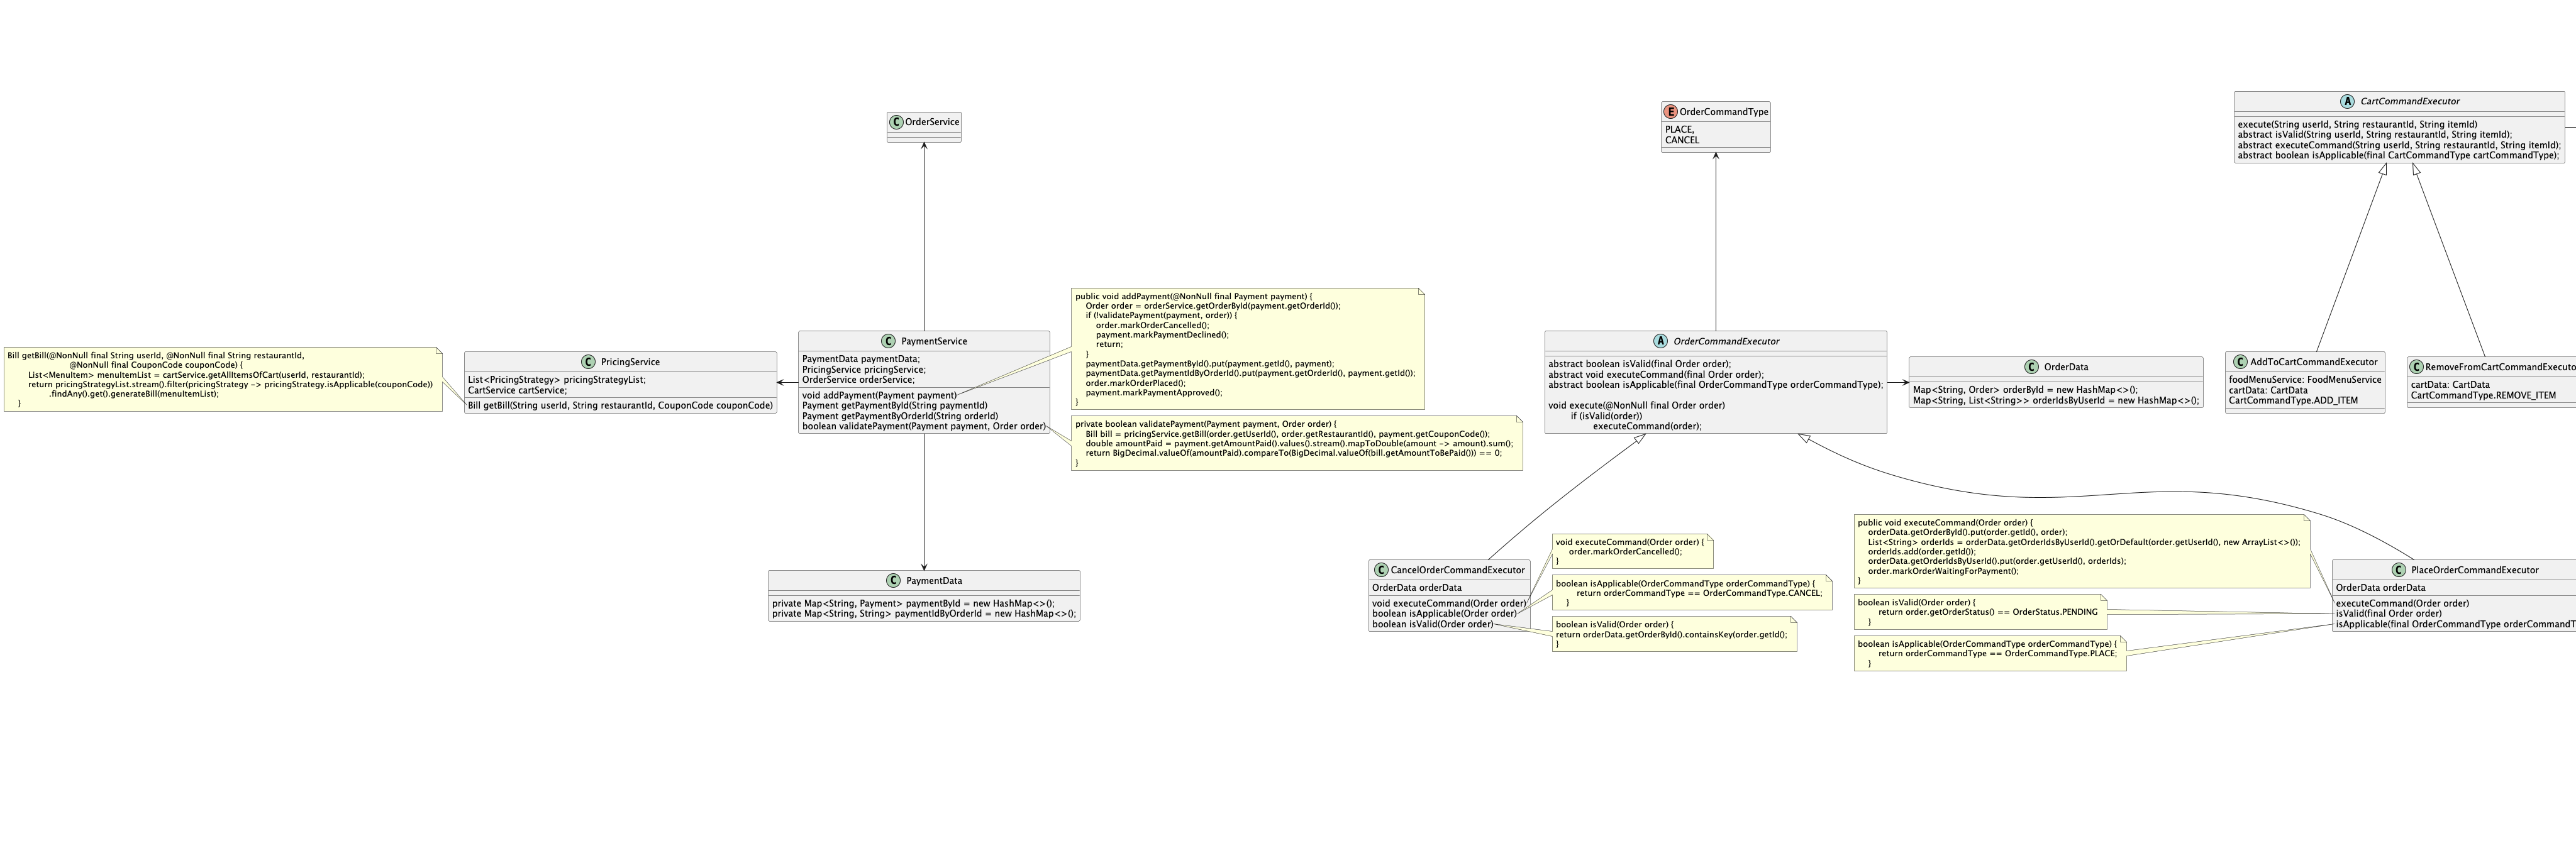 C OrderService
E OrderCommandType
PLACE,
CANCEL
A CartCommandExecutor
execute(String userId, String restaurantId, String itemId)
abstract isValid(String userId, String restaurantId, String itemId);
abstract executeCommand(String userId, String restaurantId, String itemId);
abstract boolean isApplicable(final CartCommandType cartCommandType);
Bill getBill(@NonNull final String userId, @NonNull final String restaurantId,
@NonNull final CouponCode couponCode) {
List<MenuItem> menuItemList = cartService.getAllItemsOfCart(userId, restaurantId);
return pricingStrategyList.stream().filter(pricingStrategy -> pricingStrategy.isApplicable(couponCode))
.findAny().get().generateBill(menuItemList);
}
C PricingService
List<PricingStrategy> pricingStrategyList;
CartService cartService;
Bill getBill(String userId, String restaurantId, CouponCode couponCode)
C PaymentService
PaymentData paymentData;
PricingService pricingService;
OrderService orderService;
void addPayment(Payment payment)
Payment getPaymentById(String paymentId)
Payment getPaymentByOrderId(String orderId)
boolean validatePayment(Payment payment, Order order)
public void addPayment(@NonNull final Payment payment) {
Order order = orderService.getOrderById(payment.getOrderId());
if (!validatePayment(payment, order)) {
order.markOrderCancelled();
payment.markPaymentDeclined();
return;
}
paymentData.getPaymentById().put(payment.getId(), payment);
paymentData.getPaymentIdByOrderId().put(payment.getOrderId(), payment.getId());
order.markOrderPlaced();
payment.markPaymentApproved();
}
private boolean validatePayment(Payment payment, Order order) {
Bill bill = pricingService.getBill(order.getUserId(), order.getRestaurantId(), payment.getCouponCode());
double amountPaid = payment.getAmountPaid().values().stream().mapToDouble(amount -> amount).sum();
return BigDecimal.valueOf(amountPaid).compareTo(BigDecimal.valueOf(bill.getAmountToBePaid())) == 0;
}
A OrderCommandExecutor
abstract boolean isValid(final Order order);
abstract void executeCommand(final Order order);
abstract boolean isApplicable(final OrderCommandType orderCommandType);
void execute(@NonNull final Order order)
if (isValid(order))
executeCommand(order);
C OrderData
Map<String, Order> orderById = new HashMap<>();
Map<String, List<String>> orderIdsByUserId = new HashMap<>();
C AddToCartCommandExecutor
foodMenuService: FoodMenuService
cartData: CartData
CartCommandType.ADD_ITEM
C RemoveFromCartCommandExecuto
cartData: CartData
CartCommandType.REMOVE_ITEM
C PaymentData
private Map<String, Payment> paymentById = new HashMap<>();
private Map<String, String> paymentIdByOrderId = new HashMap<>();
C CancelOrderCommandExecutor
OrderData orderData
void executeCommand(Order order)
boolean isApplicable(Order order)
boolean isValid(Order order)
void executeCommand(Order order) {
order.markOrderCancelled();
}
boolean isApplicable(OrderCommandType orderCommandType) {
return orderCommandType == OrderCommandType.CANCEL;
}
boolean isValid(Order order) {
return orderData.getOrderById().containsKey(order.getId();
}
public void executeCommand(Order order) {
orderData.getOrderById().put(order.getId(), order);
List<String> orderIds = orderData.getOrderIdsByUserId().getOrDefault(order.getUserId(), new ArrayList<>());
orderIds.add(order.getId());
orderData.getOrderIdsByUserId().put(order.getUserId(), orderIds);
order.markOrderWaitingForPayment();
}
boolean isValid(Order order) {
return order.getOrderStatus() == OrderStatus.PENDING
}
boolean isApplicable(OrderCommandType orderCommandType) {
return orderCommandType == OrderCommandType.PLACE;
}
C PlaceOrderCommandExecutor
OrderData orderData
executeCommand(Order order)
isValid(final Order order)
isApplicable(final OrderCommandType orderCommandT